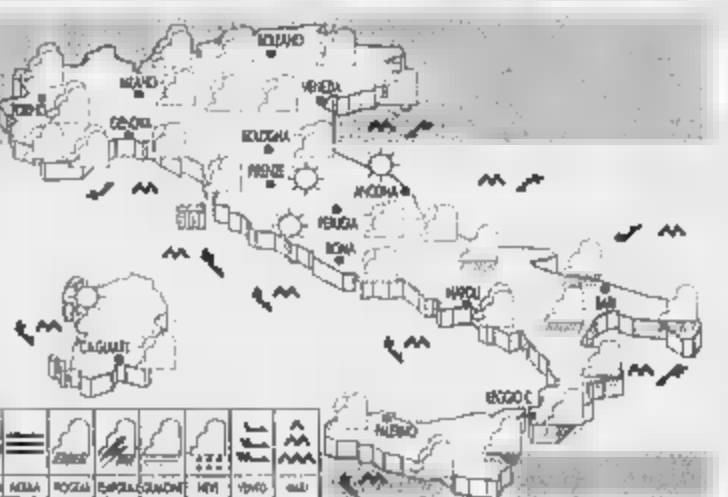 BOLZANO
MILANO
VENEZIA
TORINO
GENOVA
BOLOGNA
FIRENZE
ANCONA
PERUGIA
ROMA
NAPOLI
BARI
CAGLIARI
REGGIO C.
PALERMO
NEBBIA PIOGGIA NEVE VENTO MARI